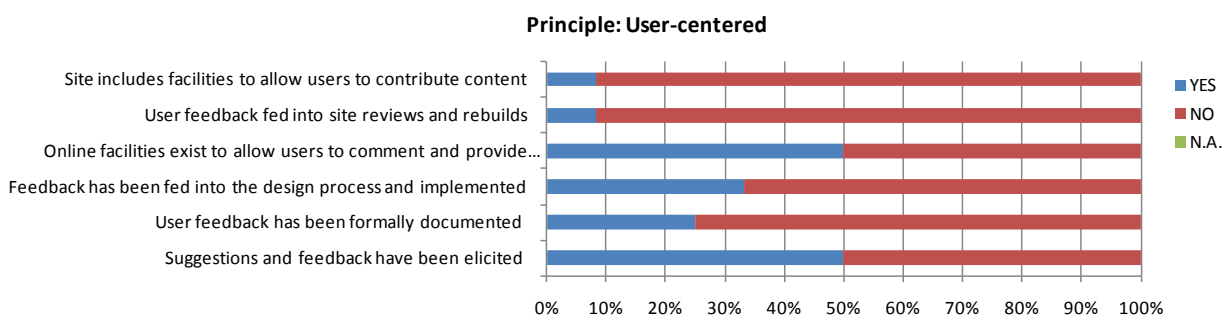 Principle: User-centered
Site includes facilities to allow users to contribute content
User feedback fed into site reviews and rebuilds
Online facilities exist to allow users to comment and provide…
Feedback has been fed into the design process and implemented
User feedback has been formally documented
Suggestions and feedback have been elicited
YES
NO
N.A.
0% 10% 20% 30% 40% 50% 60% 70% 80% 90% 100%